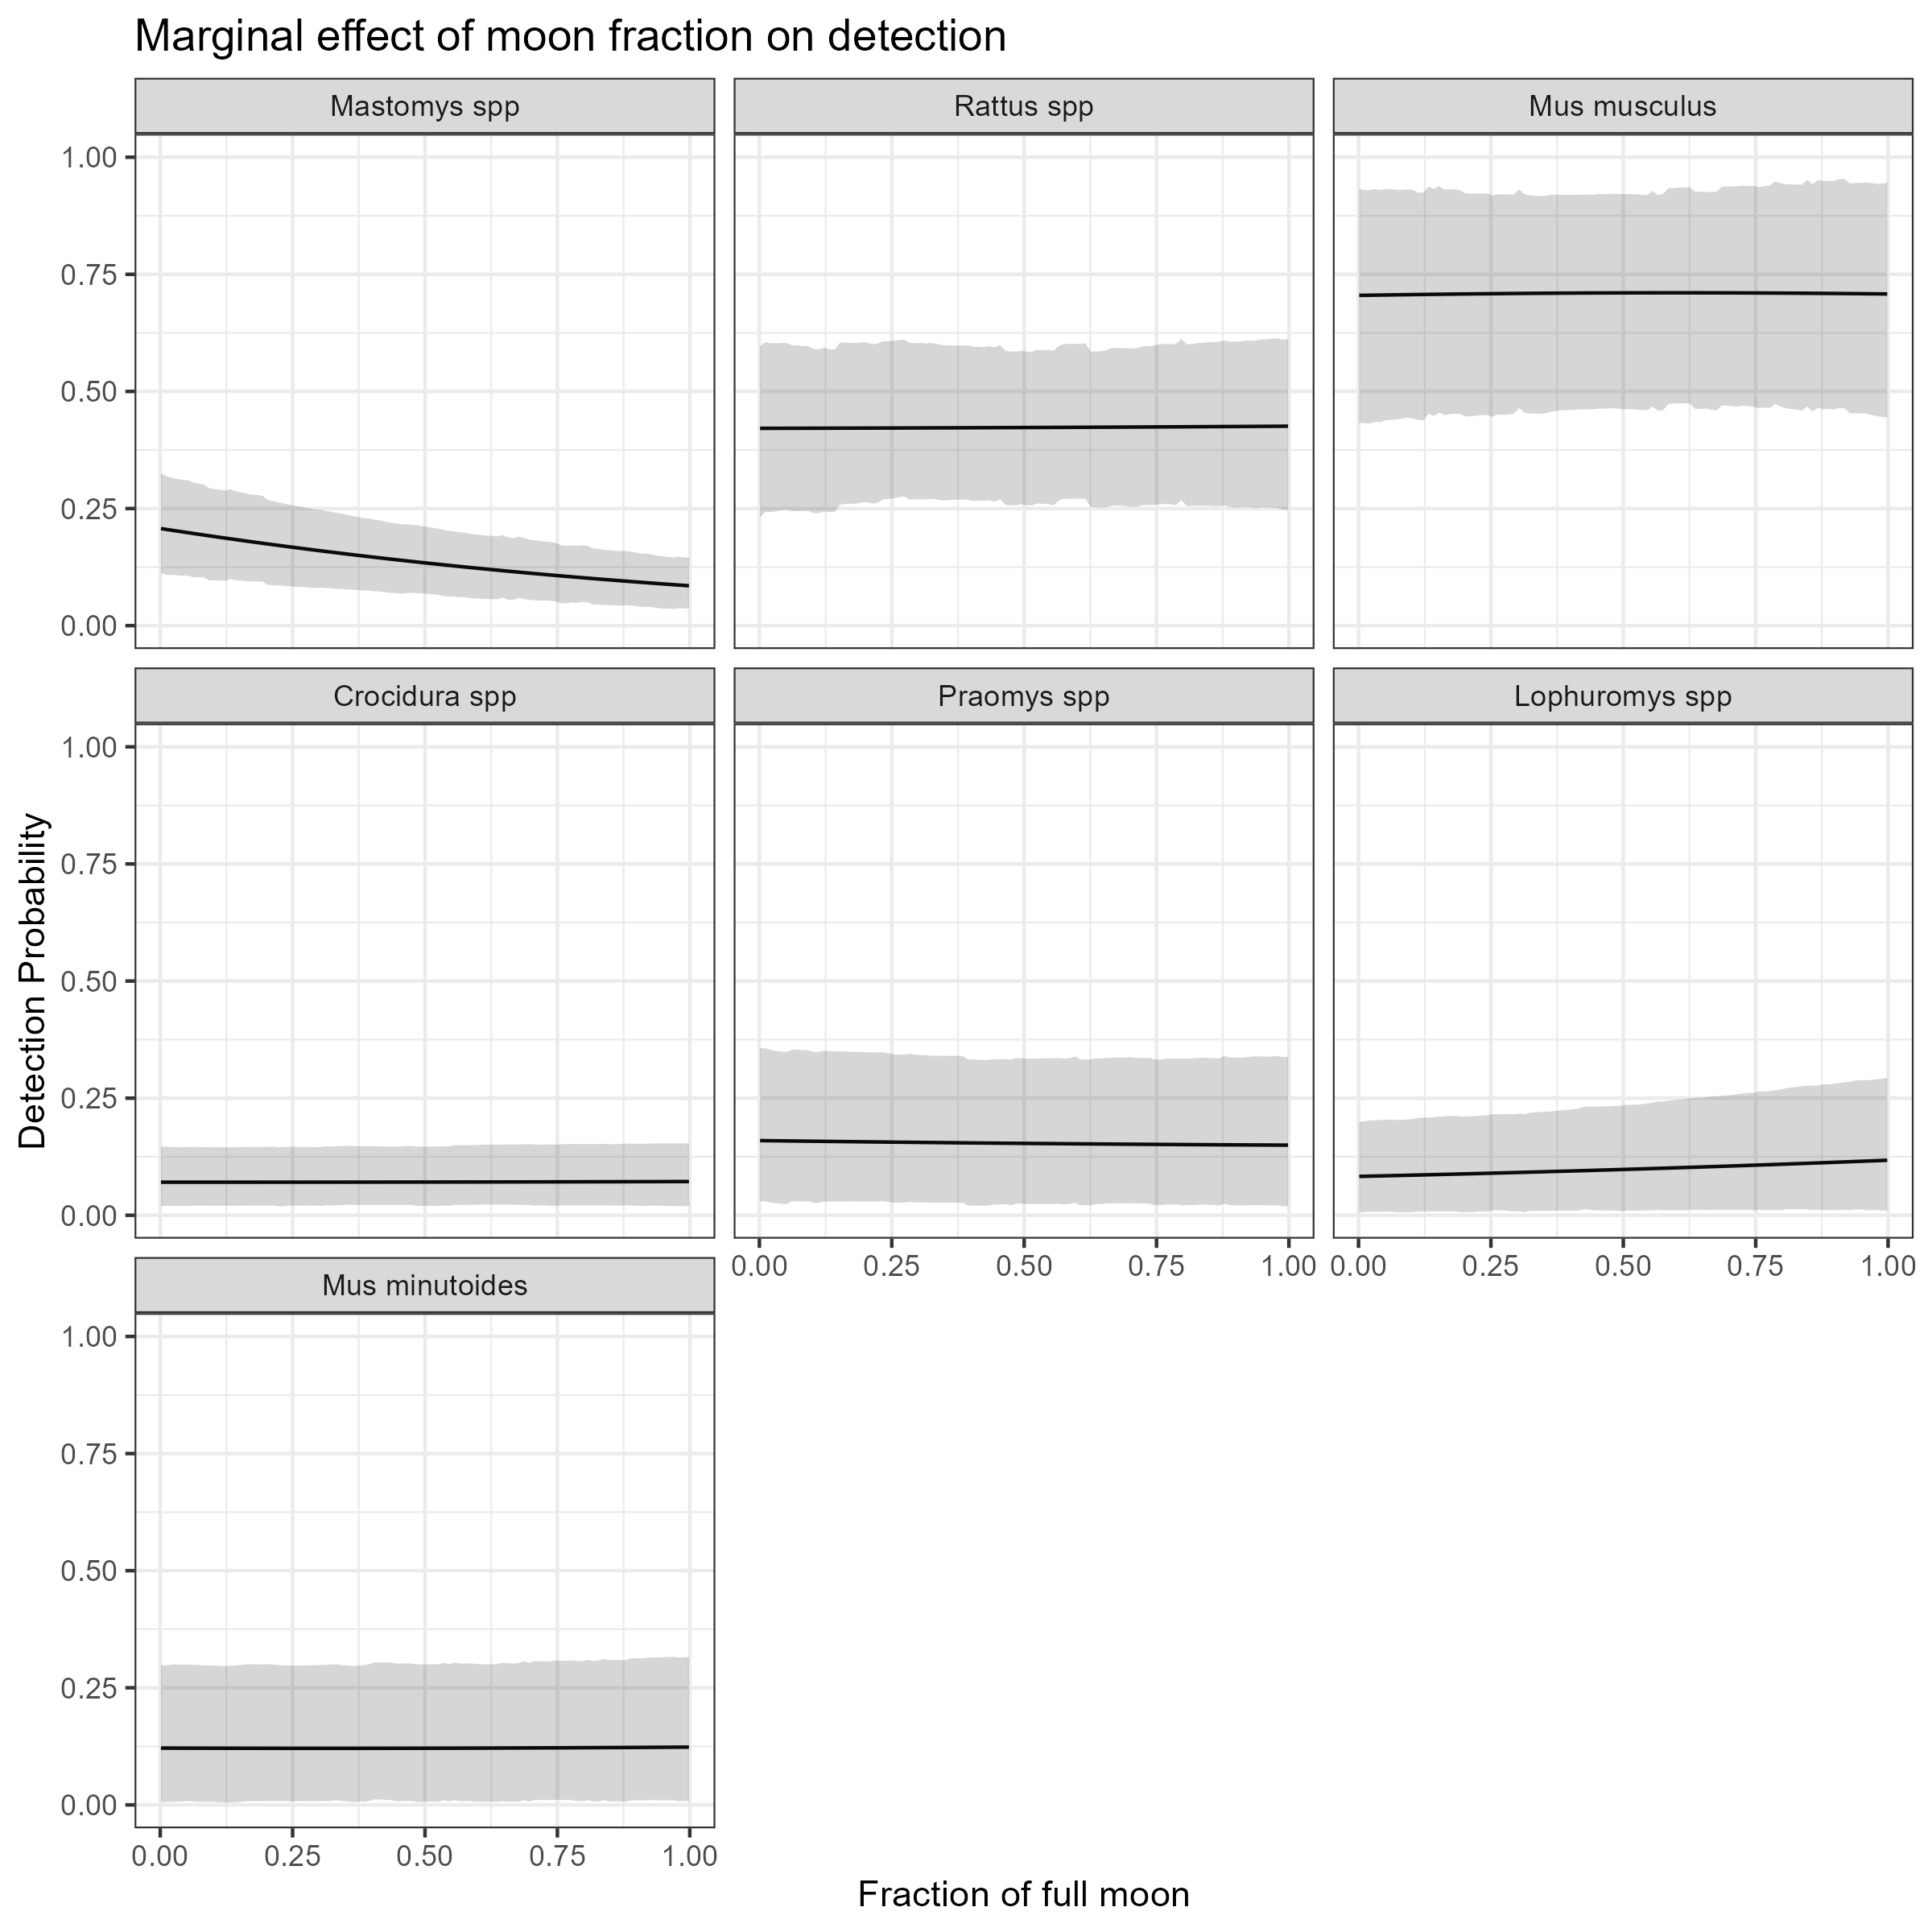 Marginal effect of moon fraction on detection
Mastomys spp
Rattus spp
Mus musculus
1.00
0.75
0.50
0.25
0.00
Crocidura spp
Praomys spp
Lophuromys spp
1.00
0.75
0.50
0.25
0.00
Detection Probability
0.00 0.25 0.50 0.75 1.00
0.00 0.25 0.50 0.75 1.00
Mus minutoides
1.00
0.75
0.50
0.25
0.00
0.00 0.25 0.50 0.75 1.00
Fraction of full moon